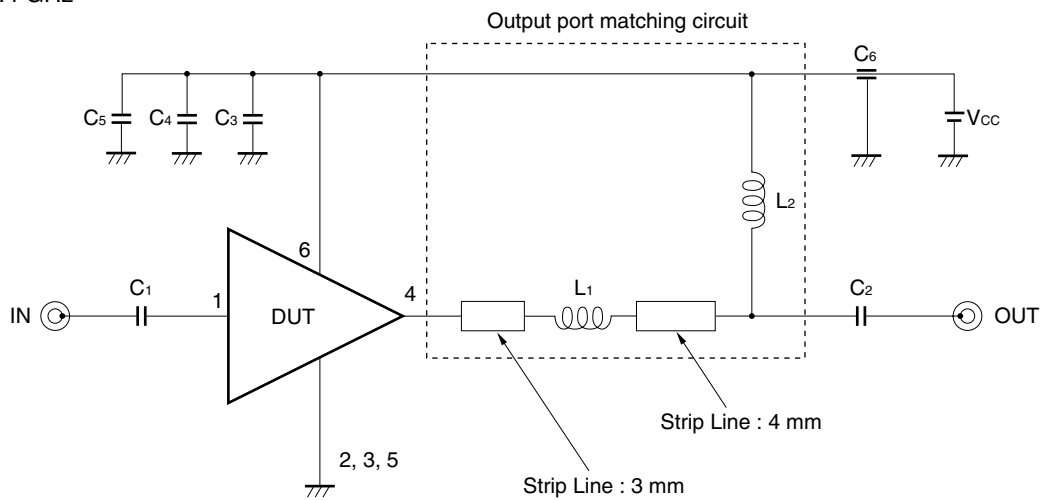 Output port matching circuit
C6
C5
C4
C3
VCC
L2
6
C1
1
4
L1
C2
IN
DUT
OUT
Strip Line : 4 mm
2, 3, 5
Strip Line : 3 mm